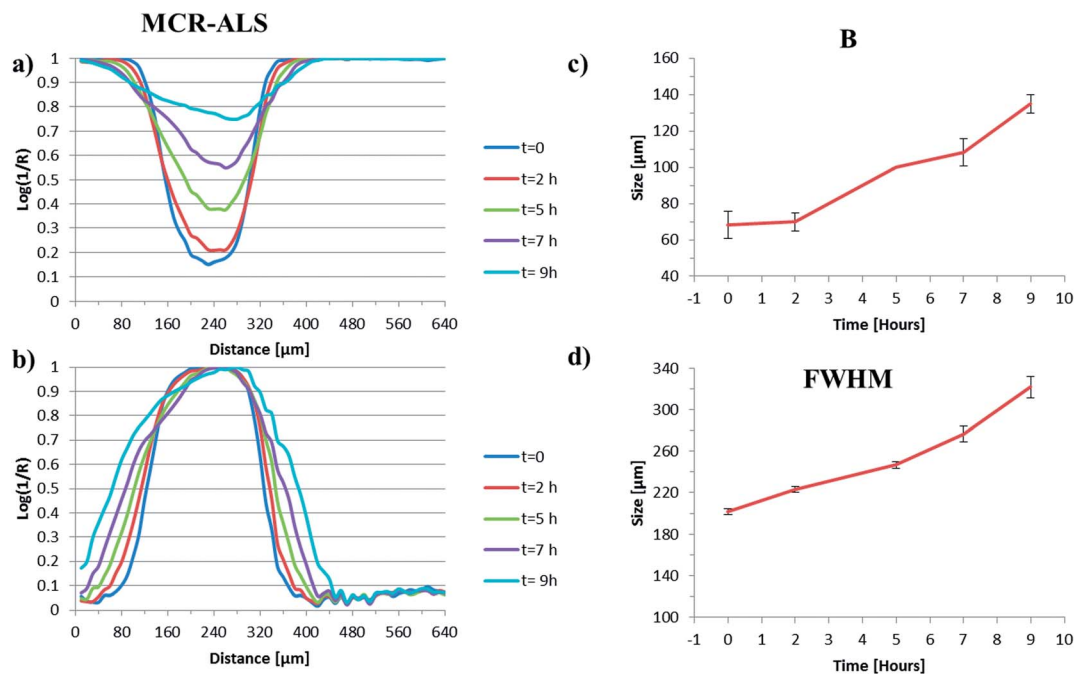 MCR-ALS
a)
1
0.9
0.8
0.7
0.6
0.5
0.4
0.3
0.2
0.1
0
Log(1/R)
0 80 160 240 320 400 480 560 640
Distance [µm]
t=0
t=2 h
t=5 h
t=7 h
t= 9h
b)
1
0.9
0.8
0.7
0.6
0.5
0.4
0.3
0.2
0.1
0
Log(1/R)
0 80 160 240 320 400 480 560 640
Distance [µm]
t=0
t=2 h
t=5 h
t=7 h
t= 9h
B
c)
160
140
120
100
80
60
40
Size [µm]
-1 0 1 2 3 4 5 6 7 8 9 10
Time [Hours]
d)
FWHM
340
300
260
220
180
140
100
Size [µm]
-1 0 1 2 3 4 5 6 7 8 9 10
Time [Hours]